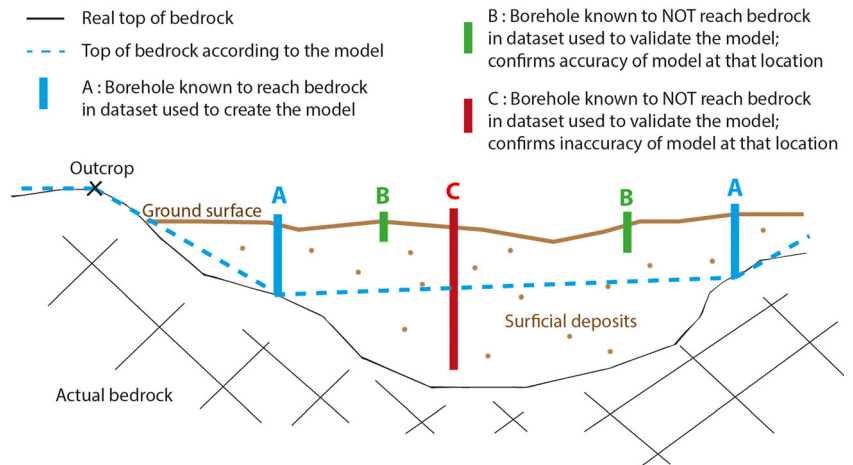 Real top of bedrock
Top of bedrock according to the model
A : Borehole known to reach bedrock
in dataset used to create the model
B : Borehole known to NOT reach bedrock
in dataset used to validate the model;
confirms accuracy of model at that location
C : Borehole known to NOT reach bedrock
in dataset used to validate the model;
confirms inaccuracy of model at that location
Outcrop
Ground surface
A
B
C
B
A
Surficial deposits
Actual bedrock